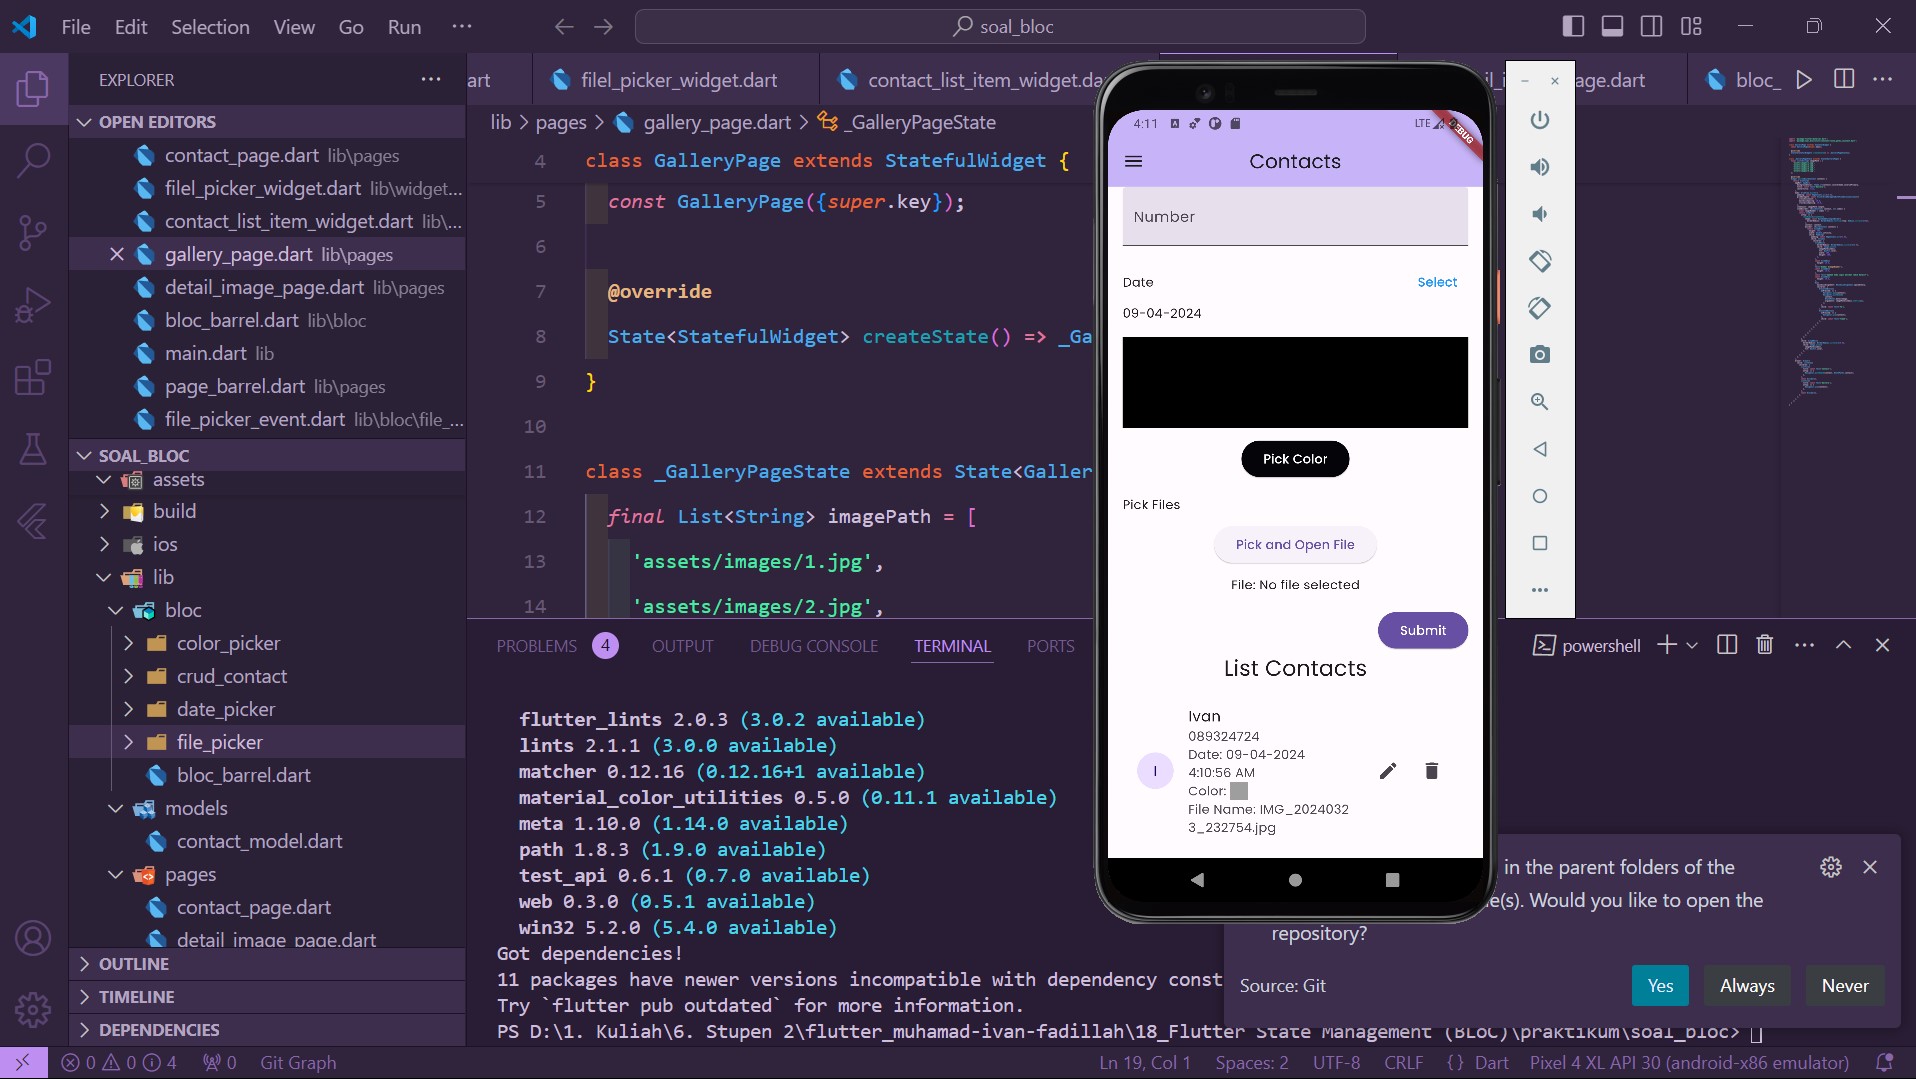 File Edit Selection View Go Run ···
soal_bloc
EXPLORER
OPEN EDITORS
contact_page.dart lib\pages
filel_picker_widget.dart lib\widget...
contact_list_item_widget.dart lib\...
gallery_page.dart lib\pages
detail_image_page.dart lib\pages
bloc_barrel.dart lib\bloc
main.dart lib
page_barrel.dart lib\pages
file_picker_event.dart lib\bloc\file_...
SOAL_BLOC
assets
build
ios
lib
bloc
color_picker
crud_contact
date_picker
file_picker
bloc_barrel.dart
models
contact_model.dart
pages
contact_page.dart
detail_image_page.dart
OUTLINE
TIMELINE
DEPENDENCIES
art filel_picker_widget.dart contact_list_item_widget.da age.dart bloc_
lib > pages > gallery_page.dart > _GalleryPageState
4 class GalleryPage extends StatefulWidget {
5 const GalleryPage({super.key});
6
7 @override
8 State<StatefulWidget> createState() => _Ga
9 }
10
11 class _GalleryPageState extends State<Galler
12 final List<String> imagePath = [
13 'assets/images/1.jpg',
14 'assets/images/2.jpg',
PROBLEMS 4 OUTPUT DEBUG CONSOLE TERMINAL PORTS
powershell
flutter_lints 2.0.3 (3.0.2 available)
lints 2.1.1 (3.0.0 available)
matcher 0.12.16 (0.12.16+1 available)
material_color_utilities 0.5.0 (0.11.1 available)
meta 1.10.0 (1.14.0 available)
path 1.8.3 (1.9.0 available)
test_api 0.6.1 (0.7.0 available)
web 0.3.0 (0.5.1 available)
win32 5.2.0 (5.4.0 available)
Got dependencies!
11 packages have newer versions incompatible with dependency const
Try `flutter pub outdated` for more information.
PS D:\1. Kuliah\6. Stupen 2\flutter_muhamad-ivan-fadillah\18_Flutter State Management (BLOC)\praktikum\soal_bloc>
4:11 LTE
DEBUG
Contacts
Number
Date Select
09-04-2024
Pick Color
Pick Files
Pick and Open File
File: No file selected
Submit
List Contacts
I
Ivan
089324724
Date: 09-04-2024
4:10:56 AM
Color:
File Name: IMG_2024032
3_232754.jpg
in the parent folders of the
e(s). Would you like to open the
repository?
Source: Git Yes Always Never
0 0 4 0 Git Graph Ln 19, Col 1 Spaces: 2 UTF-8 CRLF {} Dart Pixel 4 XL API 30 (android-x86 emulator)